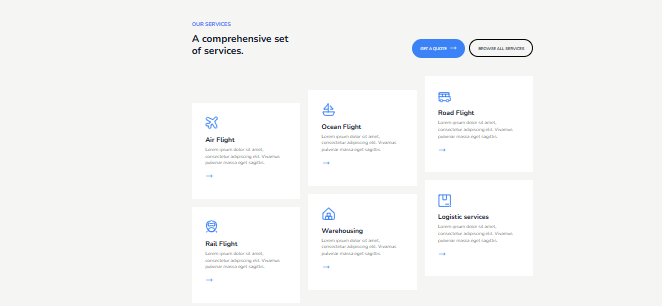 OUR SERVICES
A comprehensive set
of services.
GET A QUOTE →
BROWSE ALL SERVICES
Air Flight
Lorem ipsum dolor sit amet,
consectetur adipiscing elit. Vivamus
pulvinar massa eget sagittis.
→
Ocean Flight
Lorem ipsum dolor sit amet,
consectetur adipiscing elit. Vivamus
pulvinar massa eget sagittis.
→
Road Flight
Lorem ipsum dolor sit amet,
consectetur adipiscing elit. Vivamus
pulvinar massa eget sagittis.
→
Rail Flight
Lorem ipsum dolor sit amet,
consectetur adipiscing elit. Vivamus
pulvinar massa eget sagittis.
→
Warehousing
Lorem ipsum dolor sit amet,
consectetur adipiscing elit. Vivamus
pulvinar massa eget sagittis.
→
Logistic services
Lorem ipsum dolor sit amet,
consectetur adipiscing elit. Vivamus
pulvinar massa eget sagittis.
→